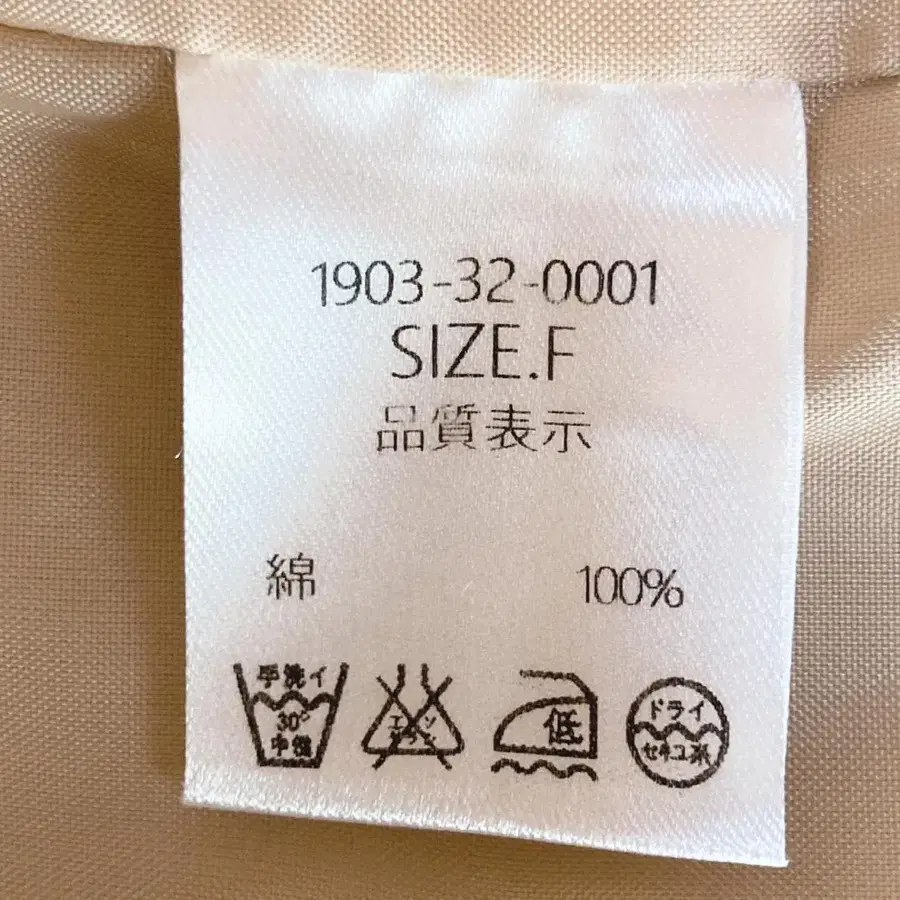 1903-32-0001
SIZE.F
品質表示
綿 100%
手洗イ
30°
中性
エンソ
サラシ
低
ドライ
セキユ系